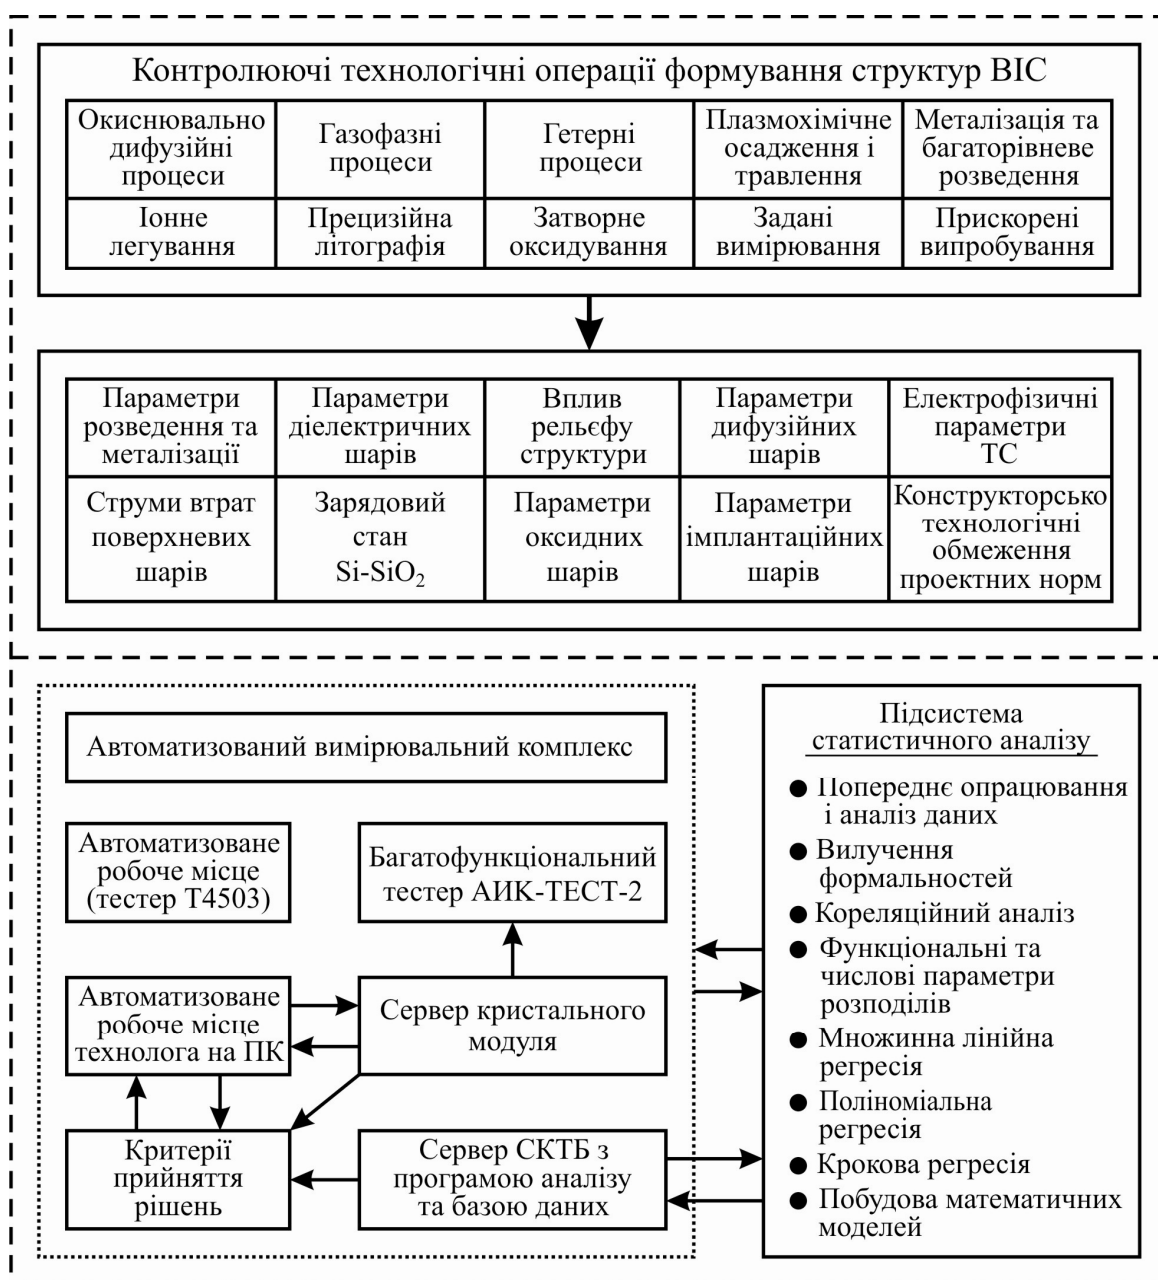 Контролюючі технологічні операції формування структур ВІС
Окиснювально
дифузійні
процеси
Газофазні
процеси
Гетерні
процеси
Плазмохімічне
осадження і
травлення
Металізація та
багаторівневе
розведення
Іонне
легування
Прецизійна
літографія
Затворне
оксидування
Задані
вимірювання
Прискорені
випробування
Параметри
розведення та
металізації
Параметри
діелектричних
шарів
Вплив
рельєфу
структури
Параметри
дифузійних
шарів
Електрофізичні
параметри
ТС
Струми втрат
поверхневих
шарів
Зарядовий
стан
Si-SiO₂
Параметри
оксидних
шарів
Параметри
імплантаційних
шарів
Конструкторсько
технологічні
обмеження
проектних норм
Автоматизований вимірювальний комплекс
Автоматизоване
робоче місце
(тестер Т4503)
Багатофункціональний
тестер АИК-ТЕСТ-2
Автоматизоване
робоче місце
технолога на ПК
Сервер кристального
модуля
Критерії
прийняття
рішень
Сервер СКТБ з
програмою аналізу
та базою даних
Підсистема
статистичного аналізу
● Попереднє опрацювання
і аналіз даних
● Вилучення
формальностей
● Кореляційний аналіз
● Функціональні та
числові параметри
розподілів
● Множинна лінійна
регресія
● Поліноміальна
регресія
● Крокова регресія
● Побудова математичних
моделей